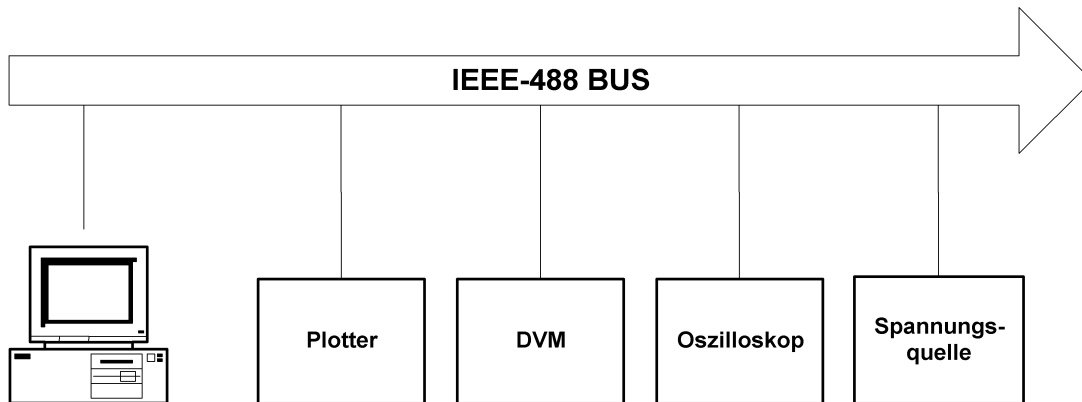 IEEE-488 BUS
Plotter
DVM
Oszilloskop
Spannungs-
quelle